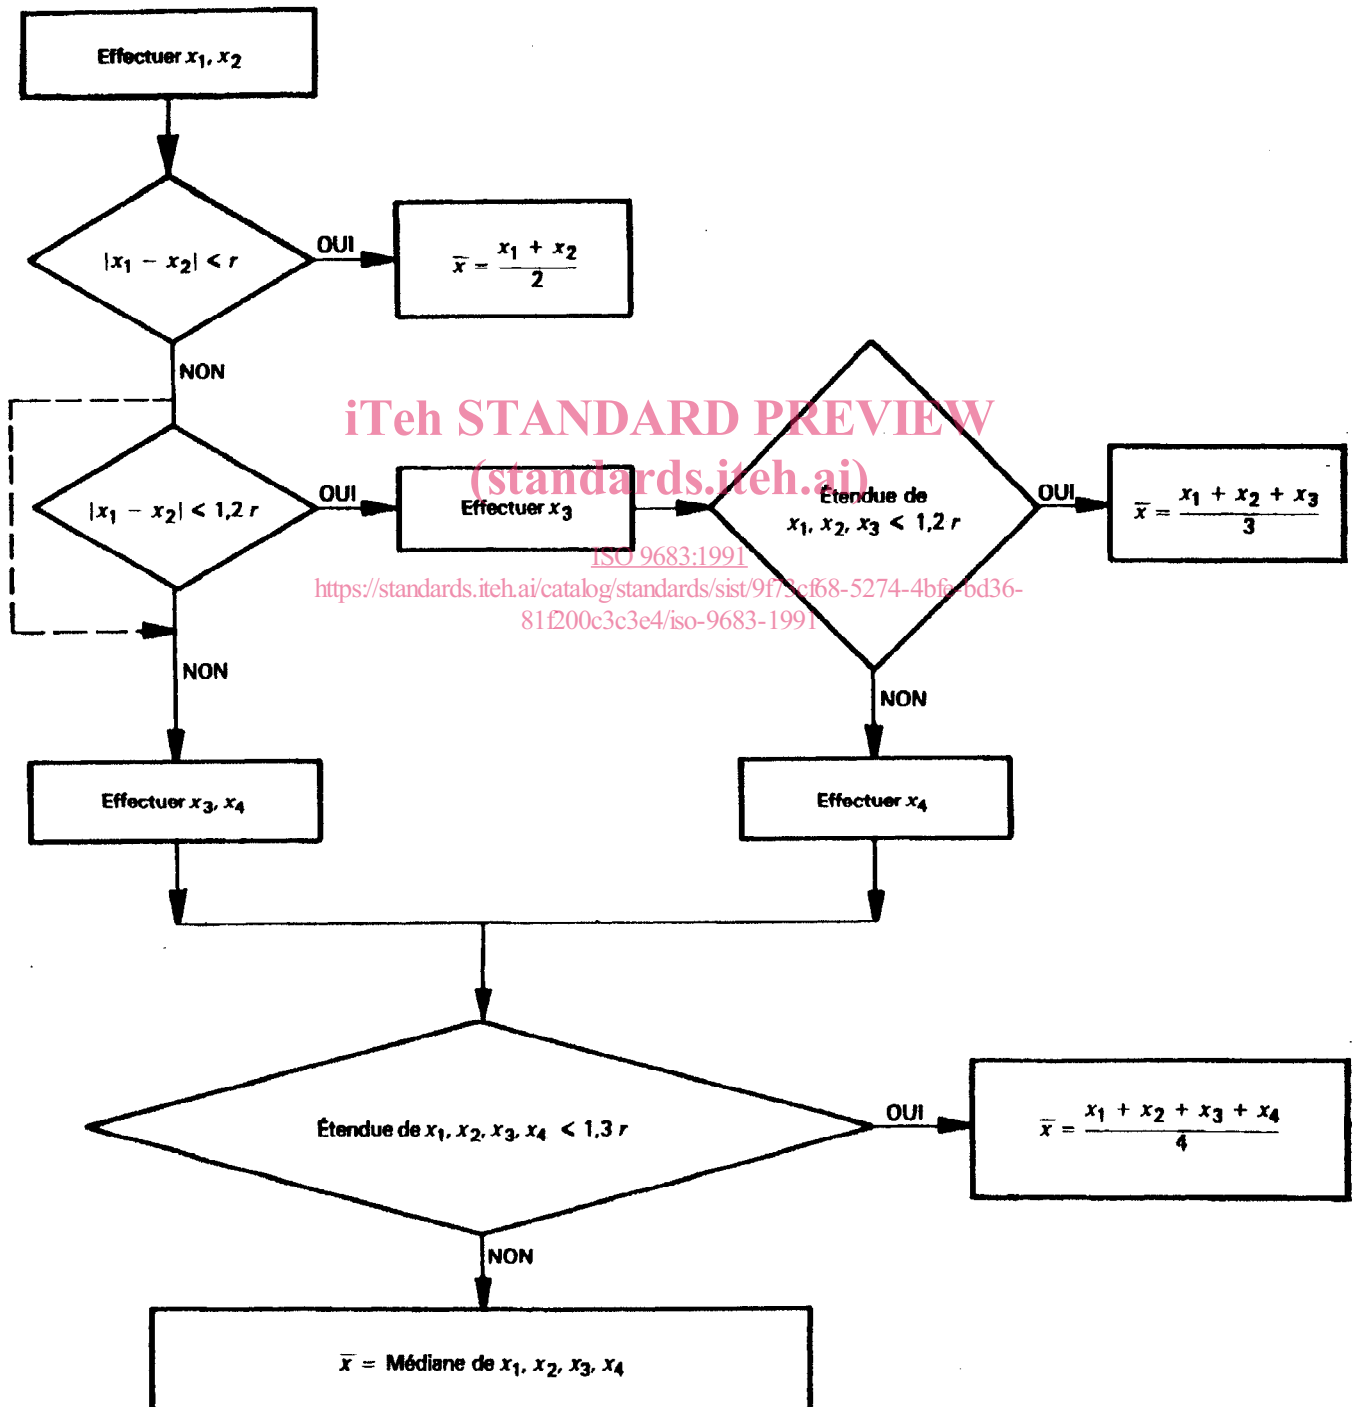 Effectuer x₁, x₂
|x₁ − x₂| < r
OUI
x̄ = (x₁ + x₂)/2
NON
iTeh STANDARD PREVIEW
(standards.iteh.ai)
|x₁ − x₂| < 1,2 r
OUI
Effectuer x₃
Étendue de
x₁, x₂, x₃ < 1,2 r
OUI
x̄ = (x₁ + x₂ + x₃)/3
ISO 9683:1991
https://standards.iteh.ai/catalog/standards/sist/9f73cf68-5274-4bfe-bd36-
81f200c3c3e4/iso-9683-1991
NON
NON
Effectuer x₃, x₄
Effectuer x₄
Étendue de x₁, x₂, x₃, x₄ < 1,3 r
OUI
x̄ = (x₁ + x₂ + x₃ + x₄)/4
NON
x̄ = Médiane de x₁, x₂, x₃, x₄